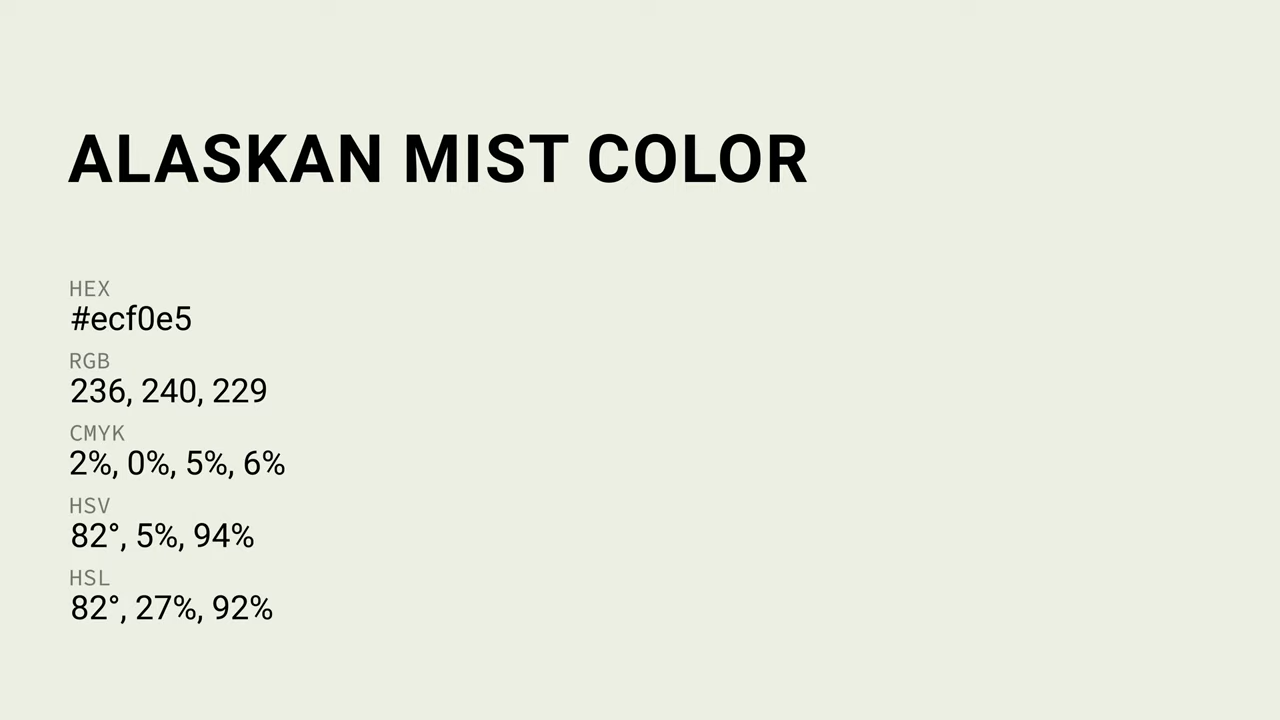 ALASKAN MIST COLOR
HEX
#ecf0e5
RGB
236, 240, 229
CMYK
2%, 0%, 5%, 6%
HSV
82°, 5%, 94%
HSL
82°, 27%, 92%